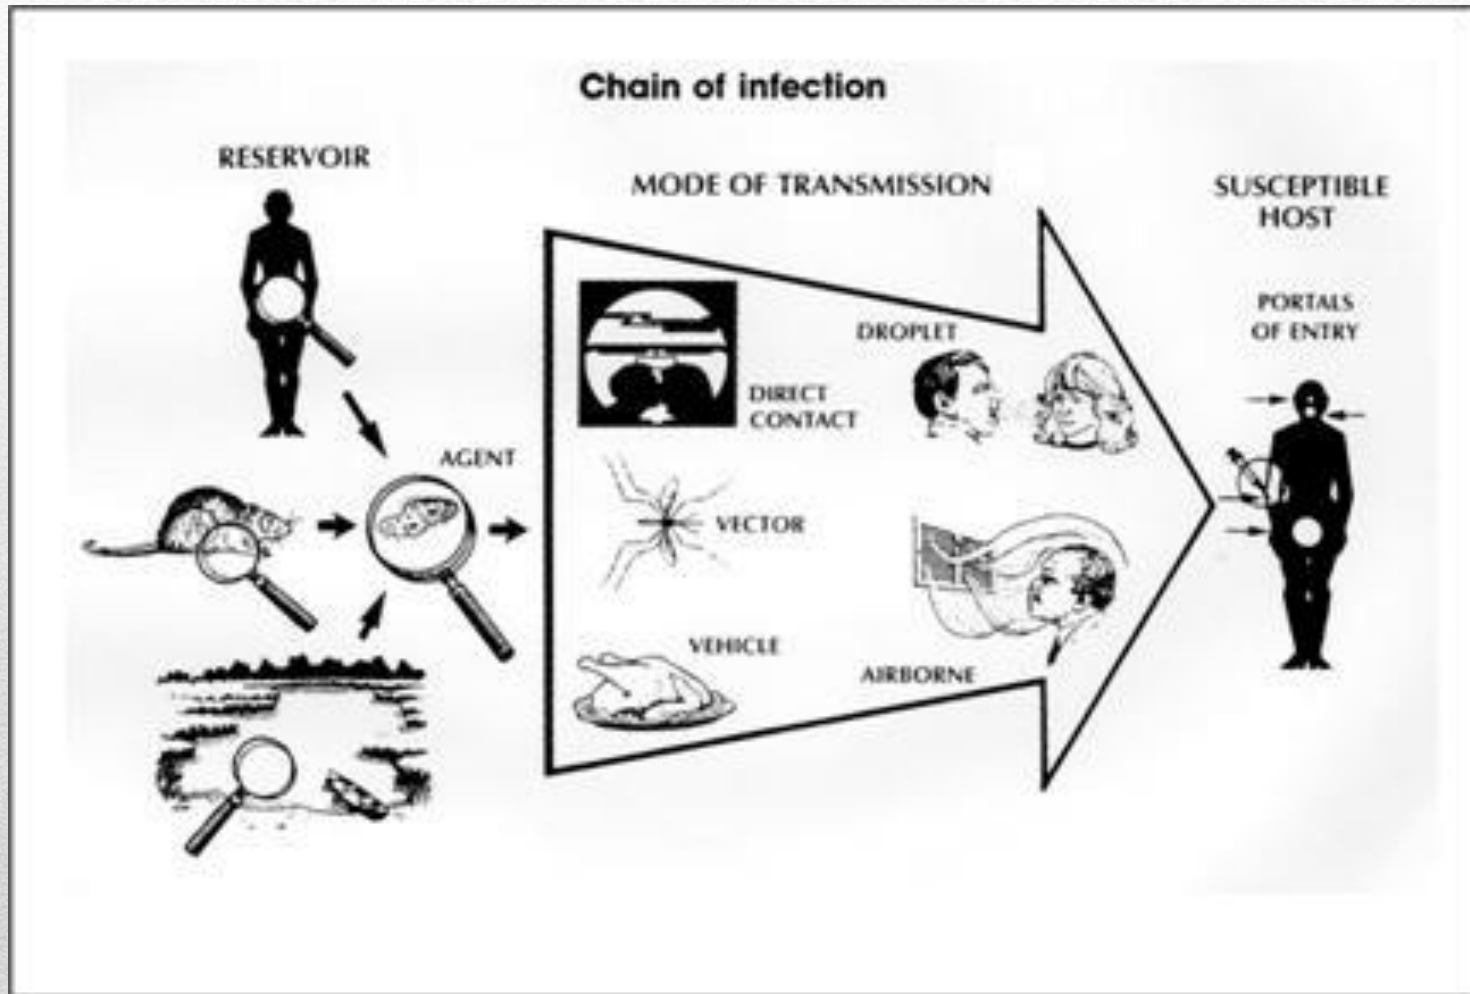 Chain of infection
RESERVOIR
MODE OF TRANSMISSION
SUSCEPTIBLE
HOST
PORTALS
OF ENTRY
DROPLET
DIRECT
CONTACT
AGENT
VECTOR
VEHICLE
AIRBORNE